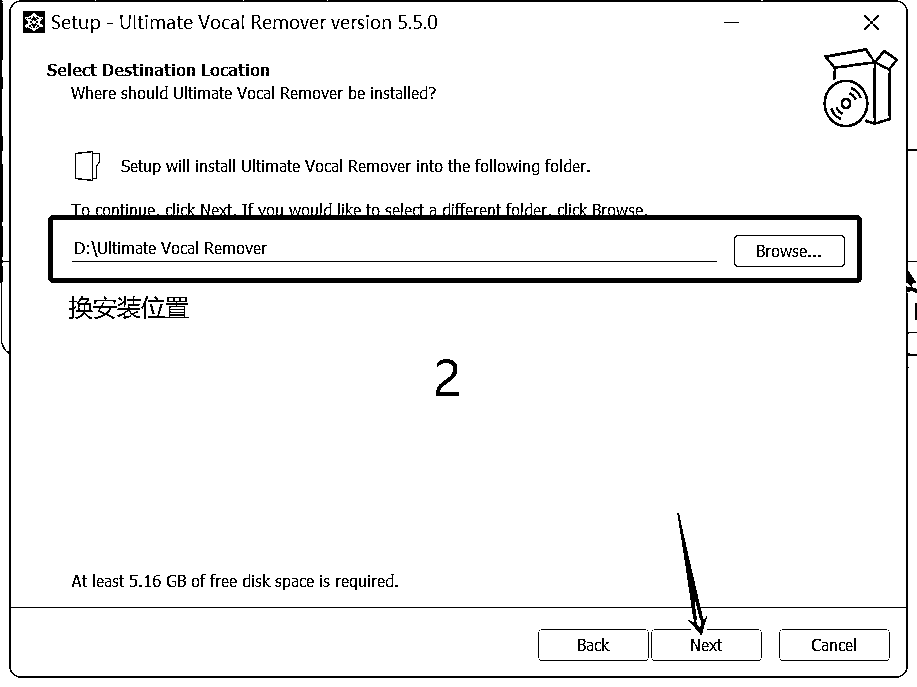 Setup - Ultimate Vocal Remover version 5.5.0
Select Destination Location
Where should Ultimate Vocal Remover be installed?
Setup will install Ultimate Vocal Remover into the following folder.
To continue, click Next. If you would like to select a different folder, click Browse.
D:\Ultimate Vocal Remover
Browse...
换安装位置
2
At least 5.16 GB of free disk space is required.
Back
Next
Cancel